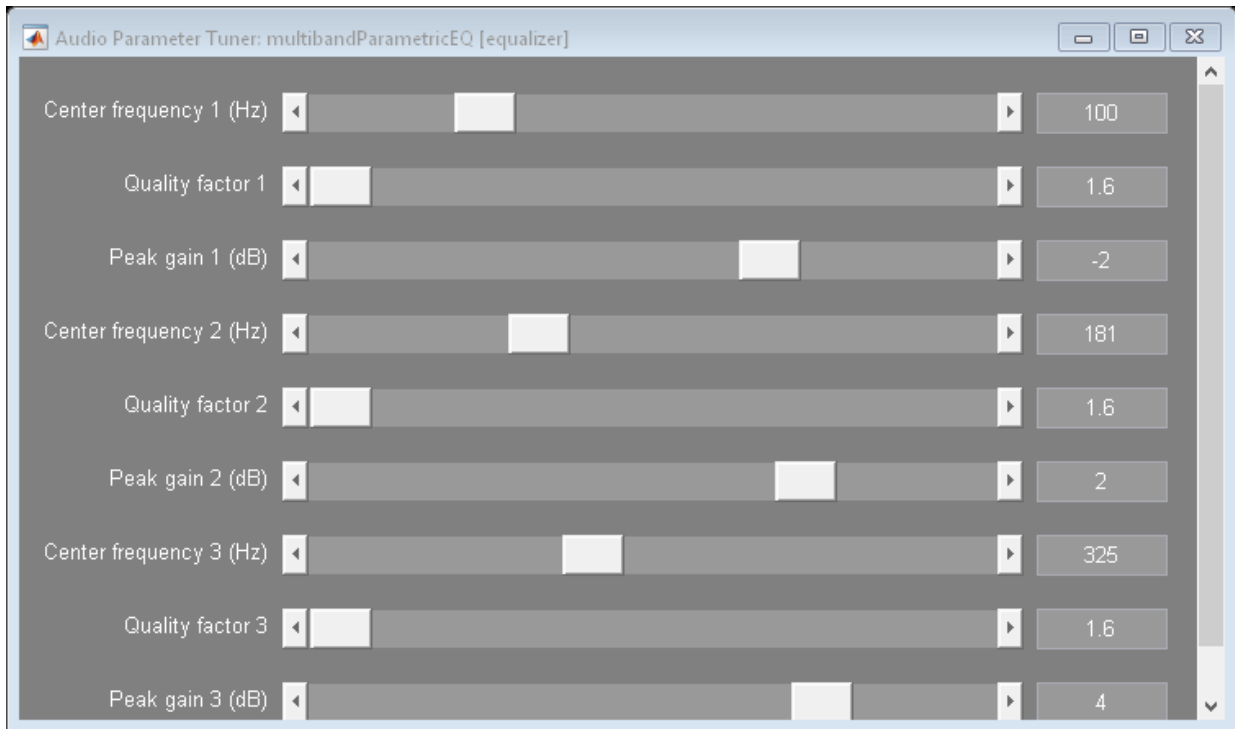 Audio Parameter Tuner: multibandParametricEQ [equalizer]
Center frequency 1 (Hz) 100
Quality factor 1 1.6
Peak gain 1 (dB) -2
Center frequency 2 (Hz) 181
Quality factor 2 1.6
Peak gain 2 (dB) 2
Center frequency 3 (Hz) 325
Quality factor 3 1.6
Peak gain 3 (dB) 4